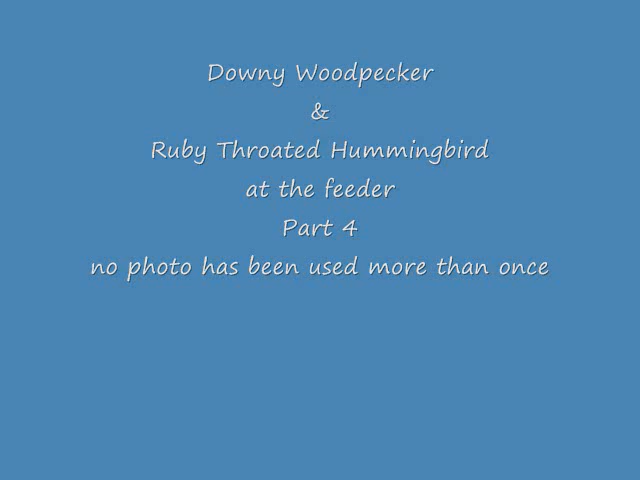 Downy Woodpecker
&
Ruby Throated Hummingbird
at the feeder
Part 4
no photo has been used more than once